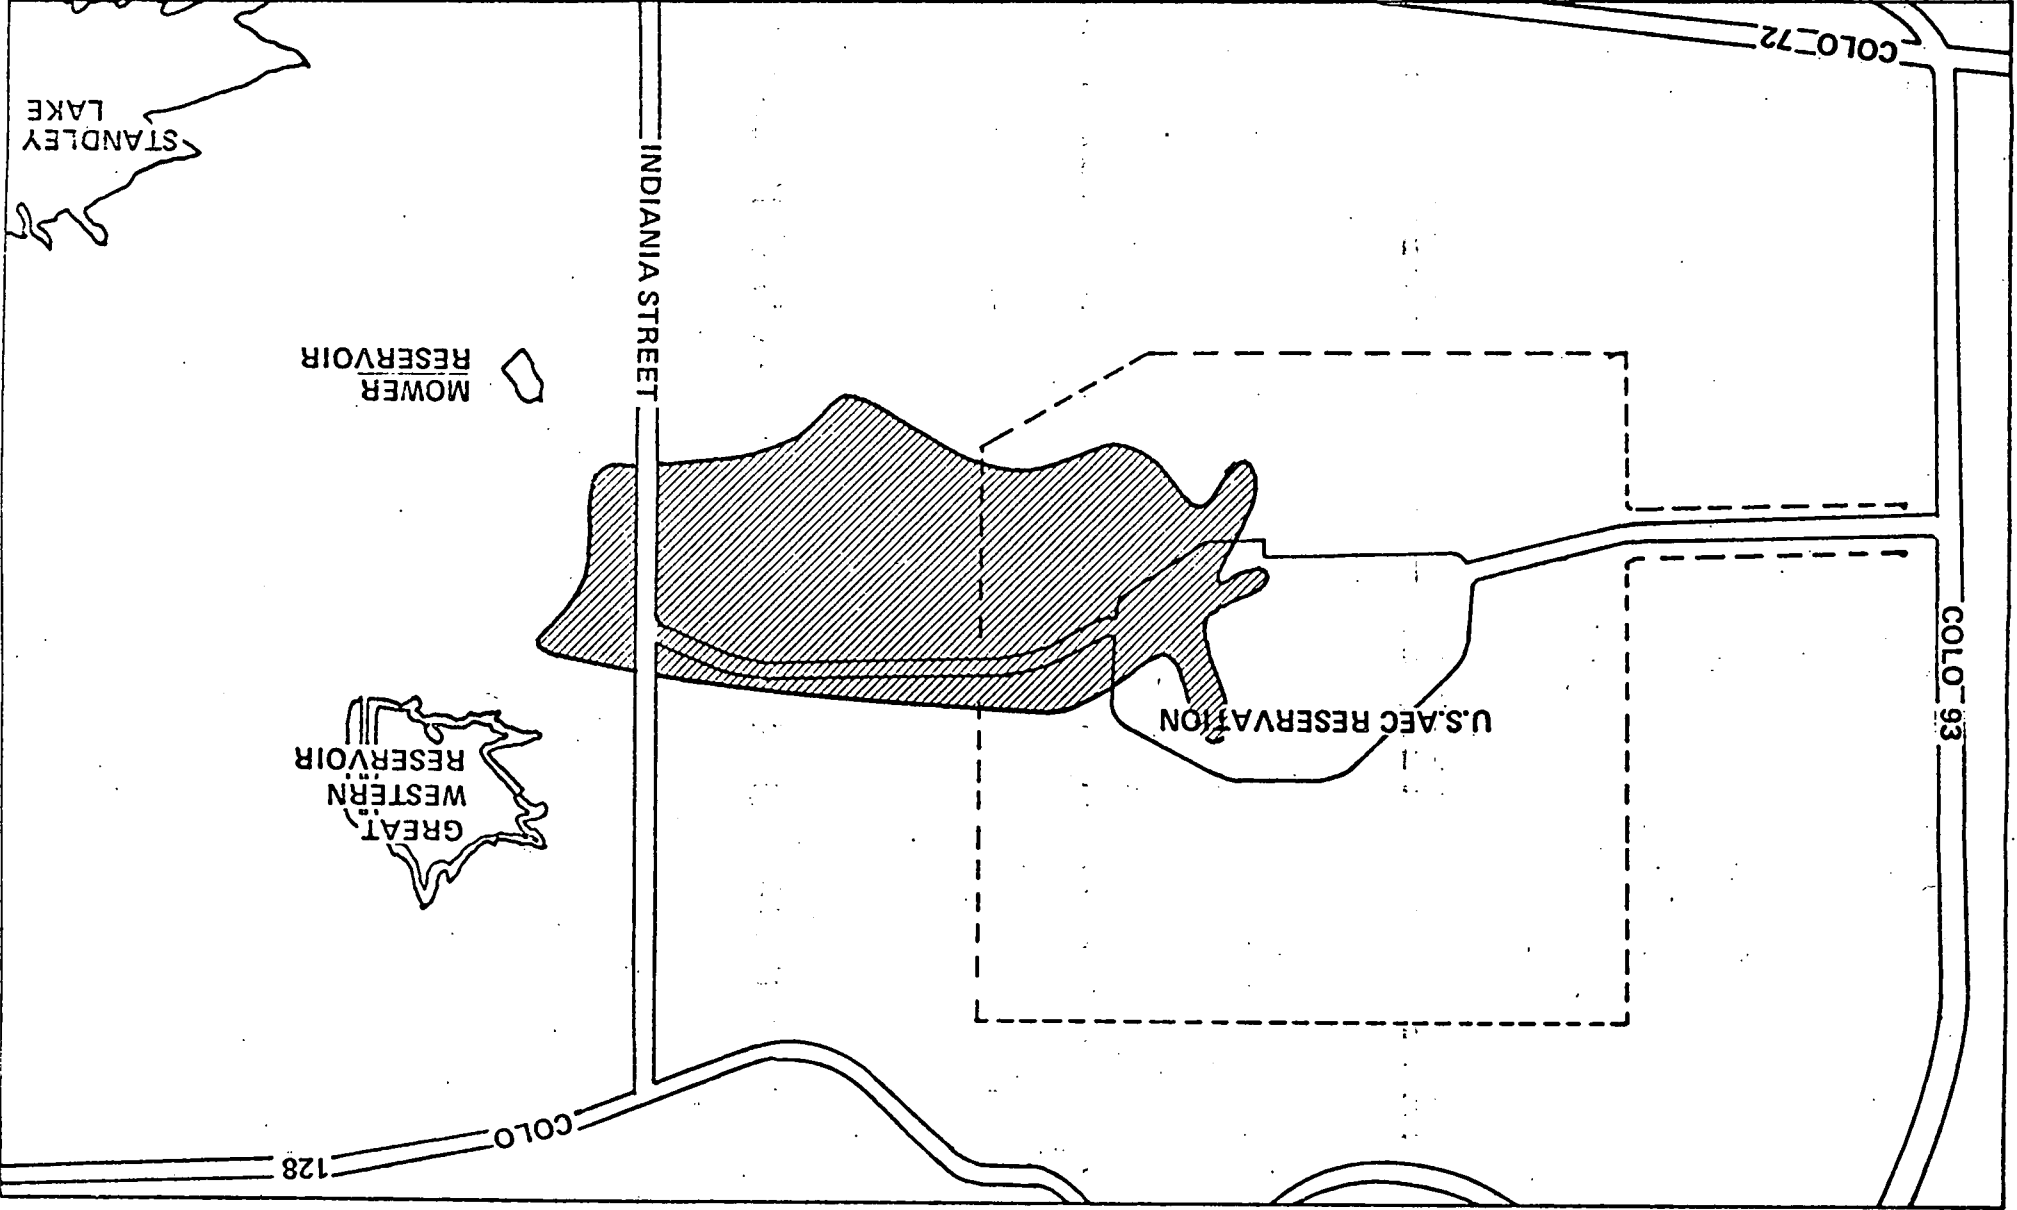 128
COLO
COLO 93
GREAT
WESTERN
RESERVOIR
U.S.AEC RESERVATION
MOWER
RESERVOIR
INDIANIA STREET
STANDLEY
LAKE
COLO 72